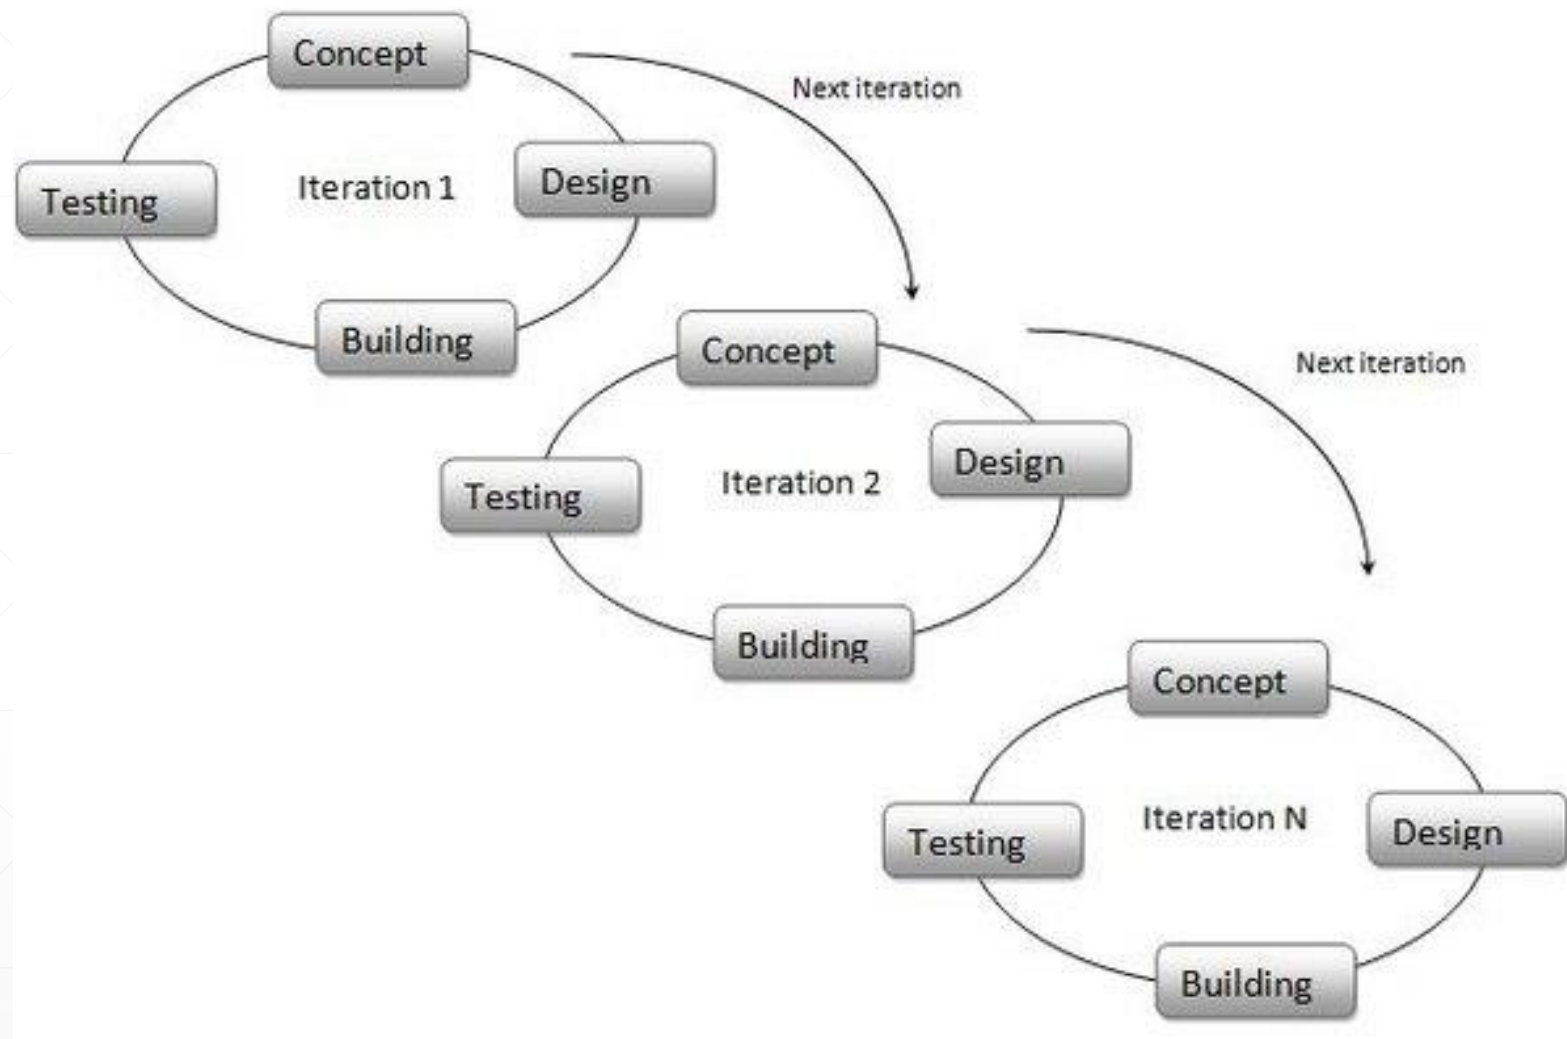 Concept
Next iteration
Testing
Iteration 1
Design
Building
Concept
Next iteration
Testing
Iteration 2
Design
Building
Concept
Testing
Iteration N
Design
Building